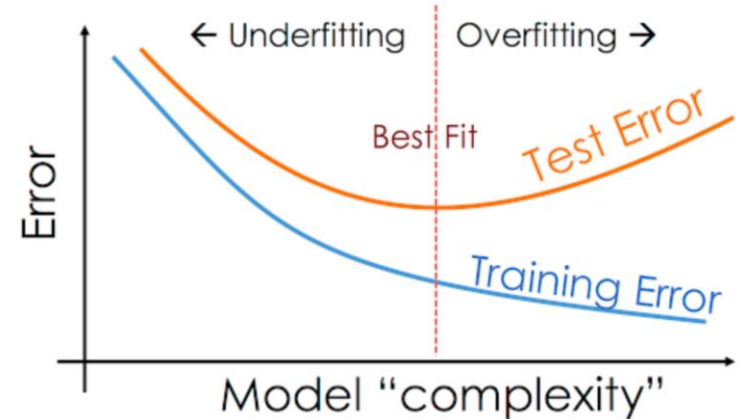 ← Underfitting
Overfitting →
Best Fit
Test Error
Training Error
Error
Model “complexity”